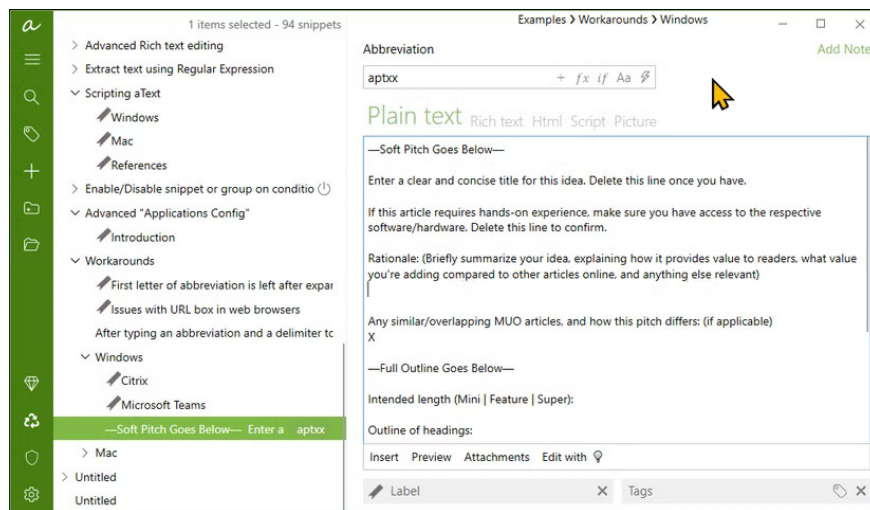 a
1 items selected - 94 snippets
Advanced Rich text editing
Extract text using Regular Expression
Scripting aText
Windows
Mac
References
Enable/Disable snippet or group on conditio
Advanced "Applications Config"
Introduction
Workarounds
First letter of abbreviation is left after expar
Issues with URL box in web browsers
After typing an abbreviation and a delimiter tc
Windows
Citrix
Microsoft Teams
—Soft Pitch Goes Below— Enter a aptxx
Mac
Untitled
Untitled
Examples > Workarounds > Windows
Abbreviation
Add Note
aptxx + fx if Aa
Plain text Rich text Html Script Picture
—Soft Pitch Goes Below—
Enter a clear and concise title for this idea. Delete this line once you have.
If this article requires hands-on experience, make sure you have access to the respective
software/hardware. Delete this line to confirm.
Rationale: (Briefly summarize your idea, explaining how it provides value to readers, what value
you're adding compared to other articles online, and anything else relevant)
Any similar/overlapping MUO articles, and how this pitch differs: (if applicable)
X
—Full Outline Goes Below—
Intended length (Mini | Feature | Super):
Outline of headings:
Insert Preview Attachments Edit with
Label
Tags